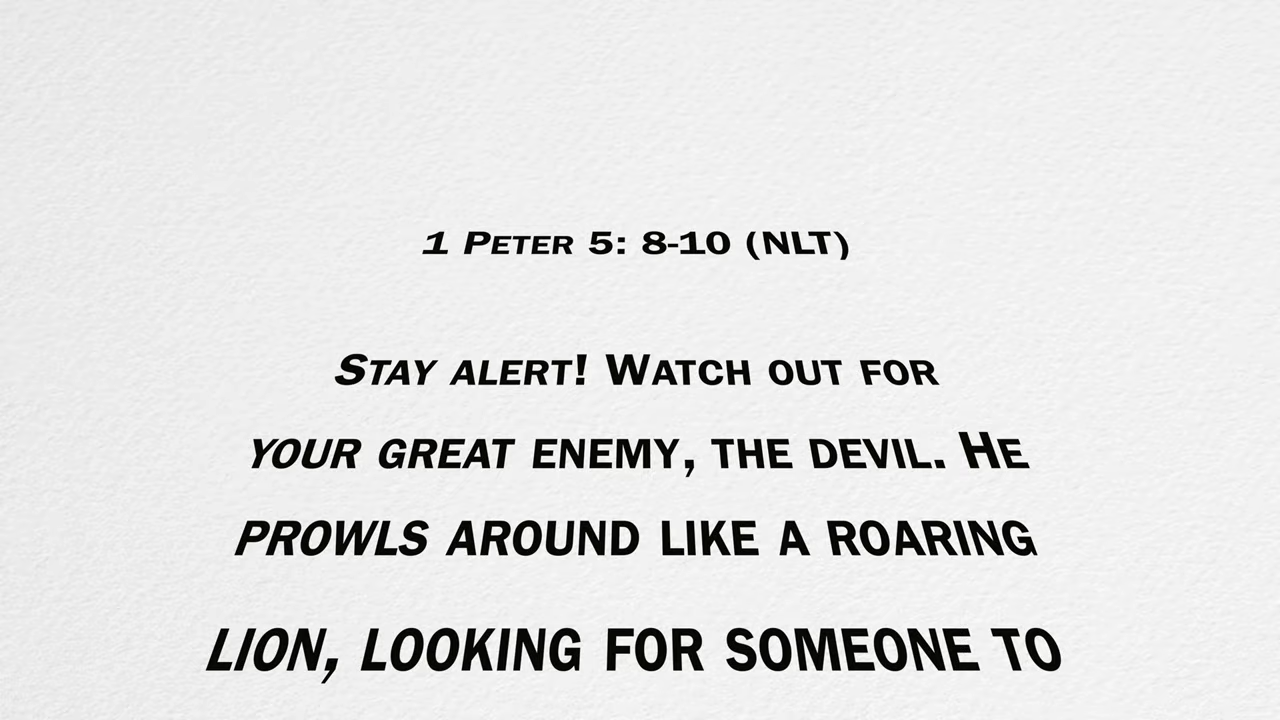 1 Peter 5: 8-10 (NLT)
Stay alert! Watch out for
your great enemy, the devil. He
prowls around like a roaring
lion, looking for someone to